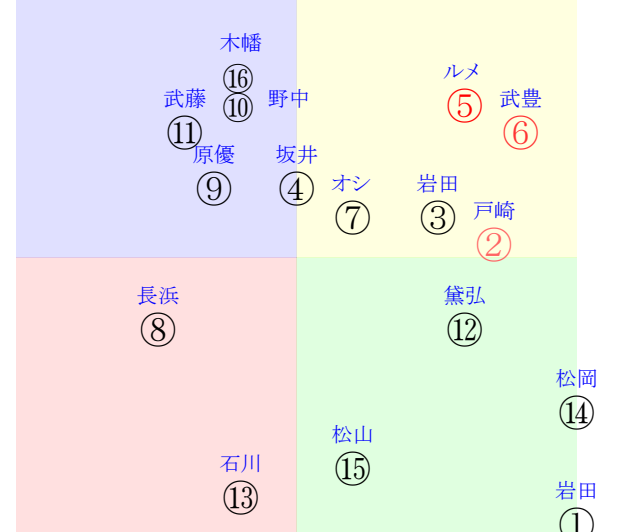 木幡
⑯
ルメ
武藤
⑩
野中
⑤
武豊
⑪
⑥
原優
坂井
⑨
④
オシ
岩田
⑦
③
戸崎
②
長浜
黛弘
⑧
⑫
松岡
⑭
松山
⑮
石川
⑬
岩田
①